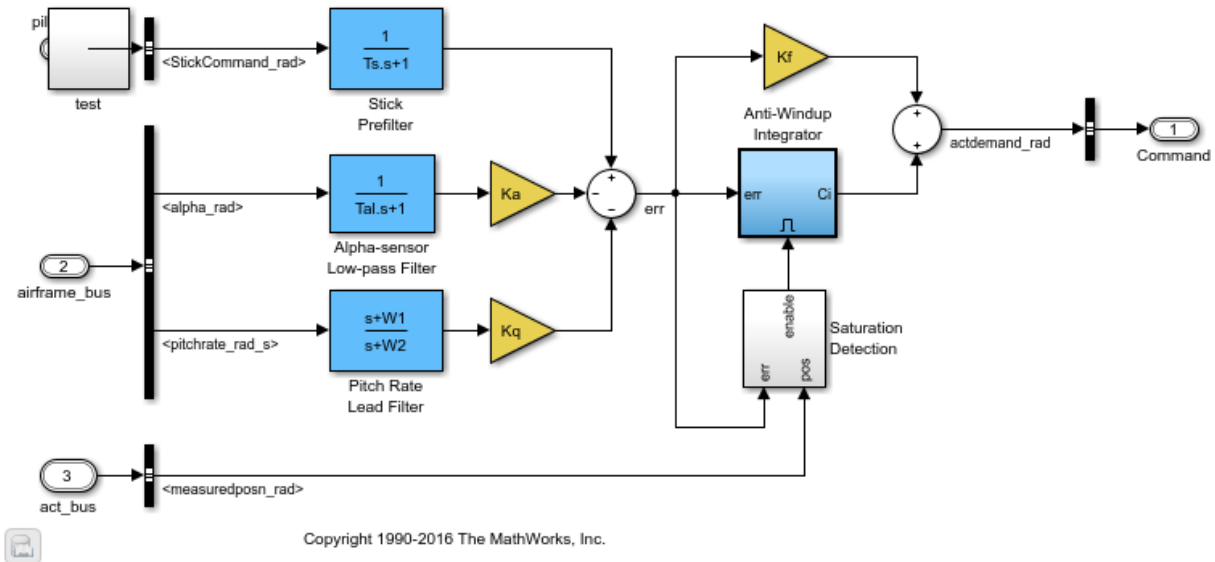 pil
test
<StickCommand_rad>
1
Ts.s+1
Stick
Prefilter
Kf
Anti-Windup
Integrator
+
+
actdemand_rad
1
Command
<alpha_rad>
1
Tal.s+1
Alpha-sensor
Low-pass Filter
Ka
+
−
−
err
err
Ci
2
airframe_bus
<pitchrate_rad_s>
s+W1
s+W2
Pitch Rate
Lead Filter
Kq
enable
err
pos
Saturation
Detection
3
act_bus
<measuredposn_rad>
Copyright 1990-2016 The MathWorks, Inc.